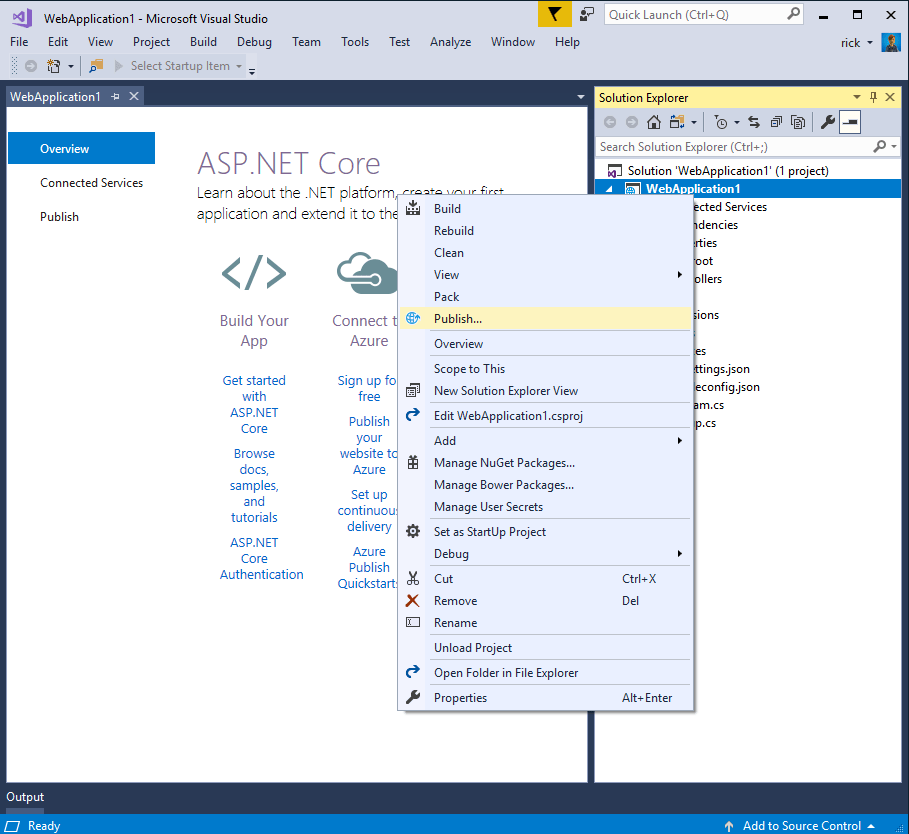 WebApplication1 - Microsoft Visual Studio
Quick Launch (Ctrl+Q)
File Edit View Project Build Debug Team Tools Test Analyze Window Help
rick
Select Startup Item
WebApplication1
Overview
Connected Services
Publish
ASP.NET Core
Learn about the .NET platform, create your first
application and extend it to the
Build Your
App
Get started
with
ASP.NET
Core
Browse
docs,
samples,
and
tutorials
ASP.NET
Core
Authentication
Connect t
Azure
Sign up fo
free
Publish
your
website to
Azure
Set up
continuous
delivery
Azure
Publish
Quickstarts
Build
Rebuild
Clean
View
Pack
Publish...
Overview
Scope to This
New Solution Explorer View
Edit WebApplication1.csproj
Add
Manage NuGet Packages...
Manage Bower Packages...
Manage User Secrets
Set as StartUp Project
Debug
Cut Ctrl+X
Remove Del
Rename
Unload Project
Open Folder in File Explorer
Properties Alt+Enter
Solution Explorer
Search Solution Explorer (Ctrl+;)
Solution 'WebApplication1' (1 project)
WebApplication1
ected Services
ndencies
erties
root
ollers
sions
es
ettings.json
econfig.json
am.cs
p.cs
Output
Ready
Add to Source Control